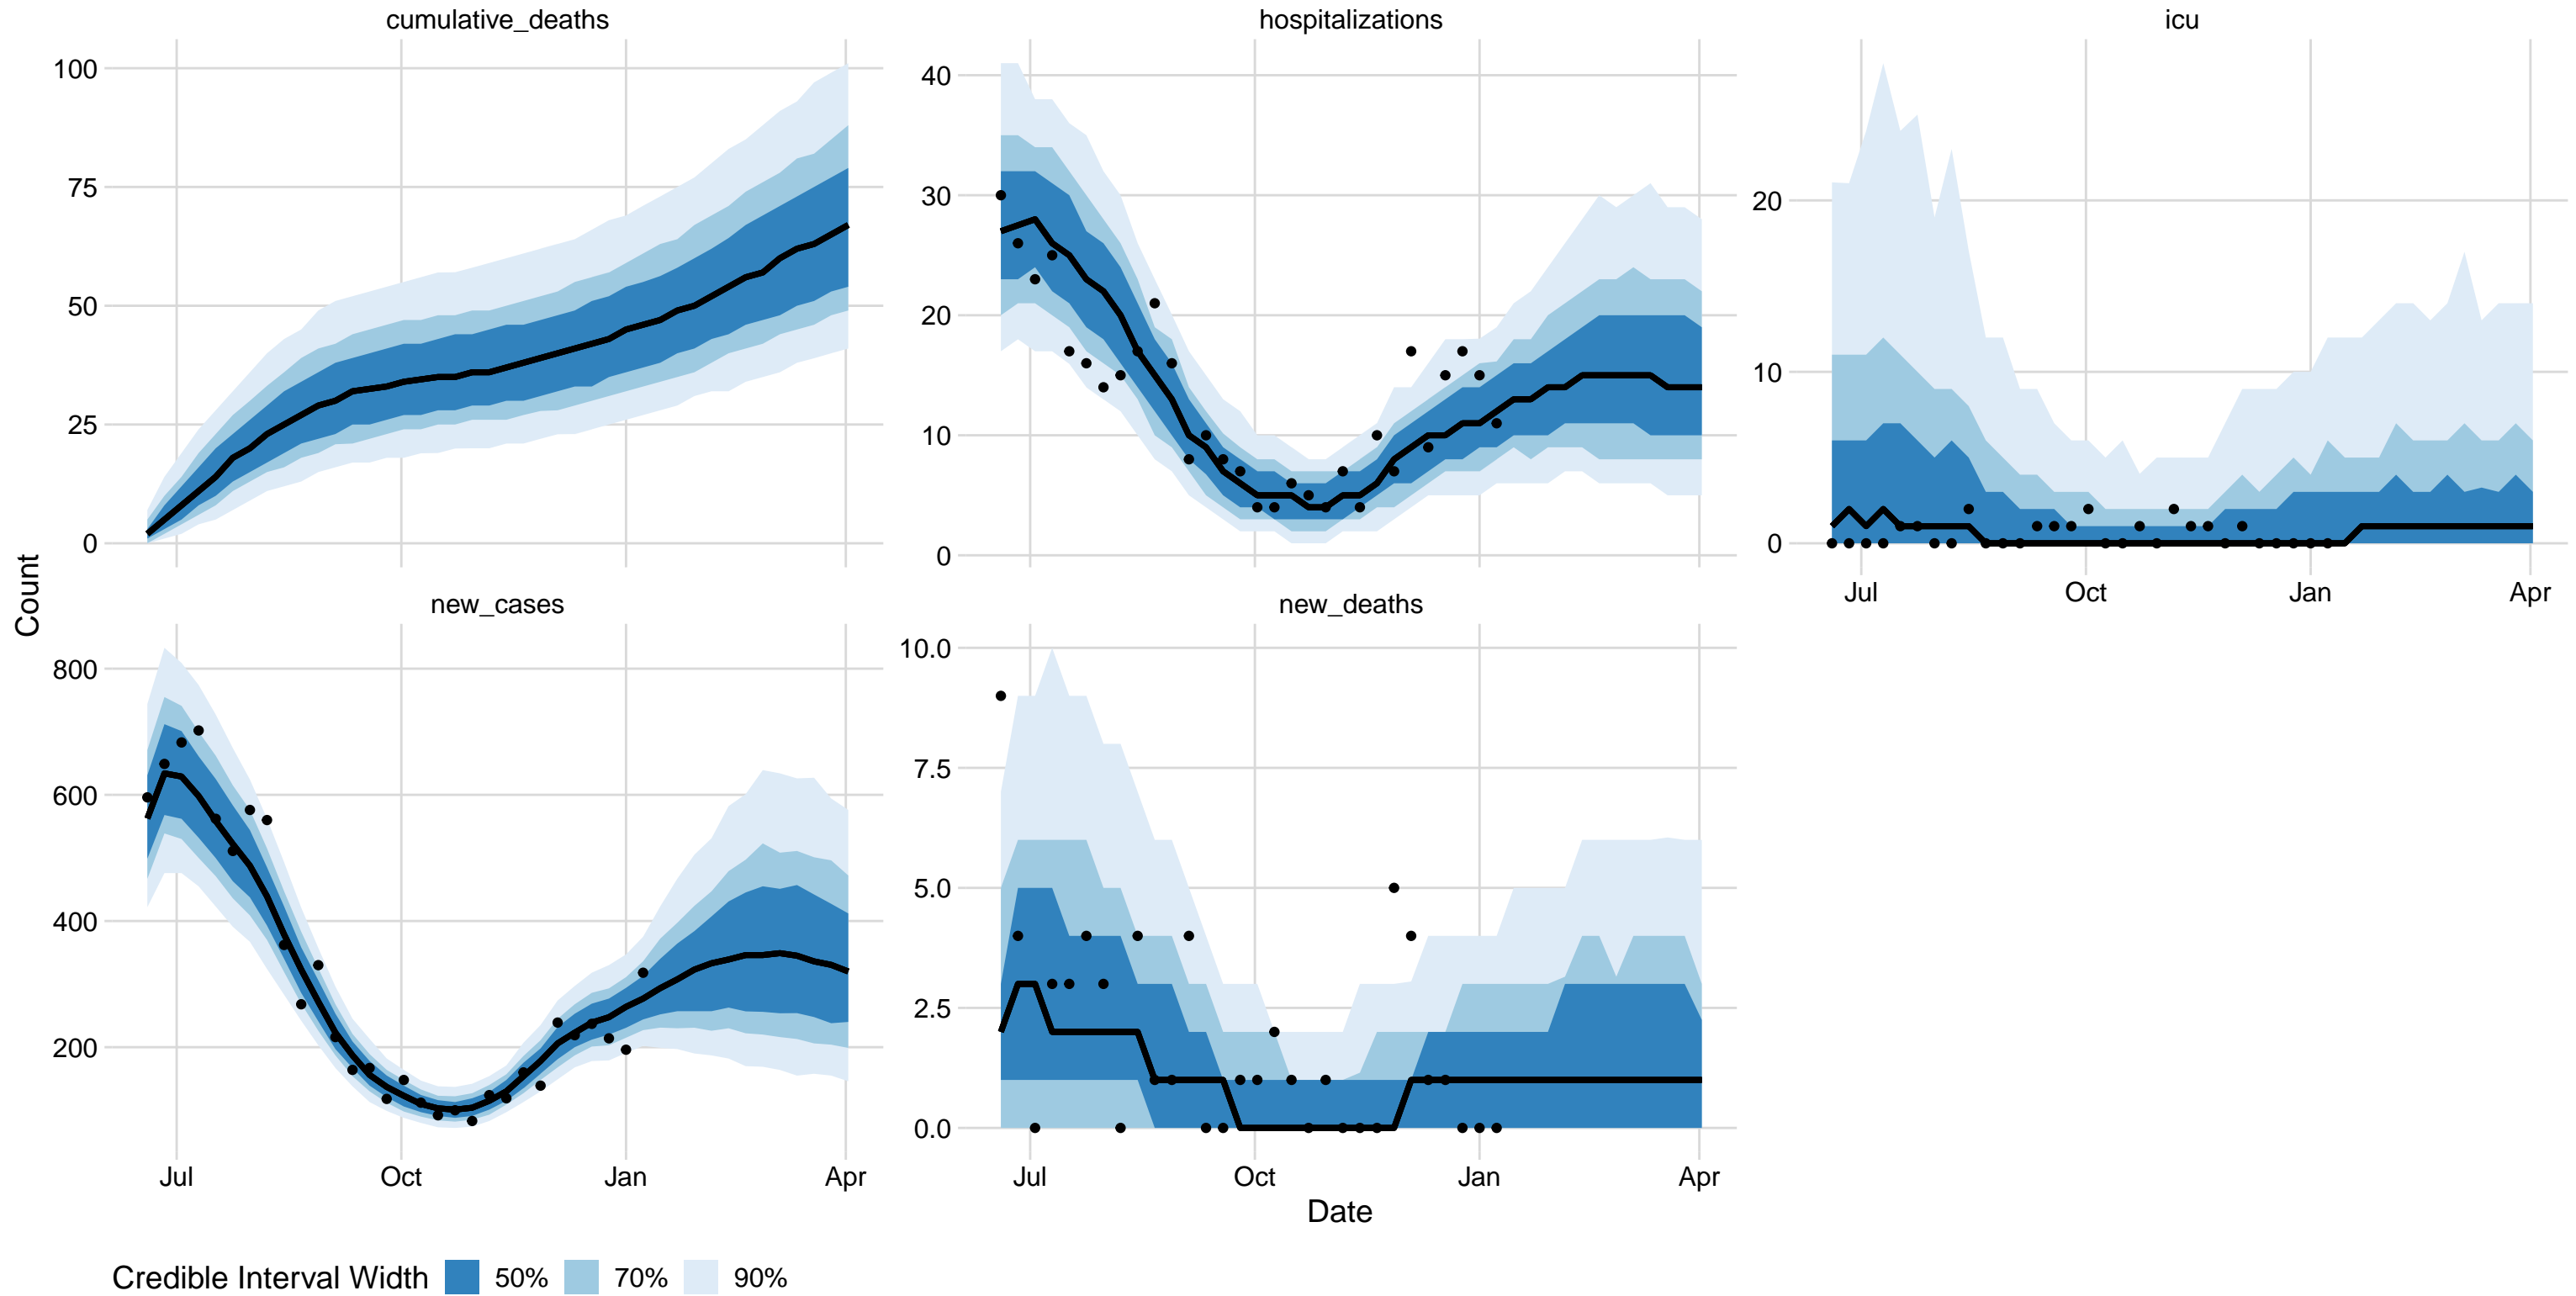 cumulative_deaths
hospitalizations
icu
100
75
50
25
0
40
30
20
10
0
20
10
0
Jul Oct Jan Apr
Count
new_cases
new_deaths
800
600
400
200
10.0
7.5
5.0
2.5
0.0
Jul Oct Jan Apr
Jul Oct Jan Apr
Date
Credible Interval Width 50% 70% 90%